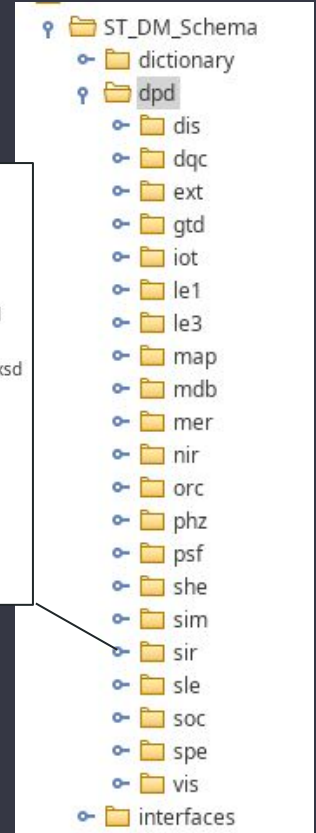 ST_DM_Schema
dictionary
dpd
dis
dqc
ext
gtd
iot
le1
le3
map
xsd
mdb
mer
nir
orc
phz
psf
she
sim
sir
sle
soc
spe
vis
interfaces